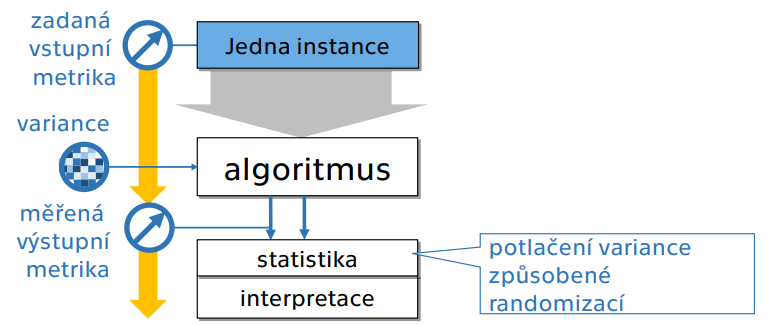 zadaná
vstupní
metrika
Jedna instance
variance
algoritmus
měřená
výstupní
metrika
statistika
interpretace
potlačení variance
způsobené
randomizací